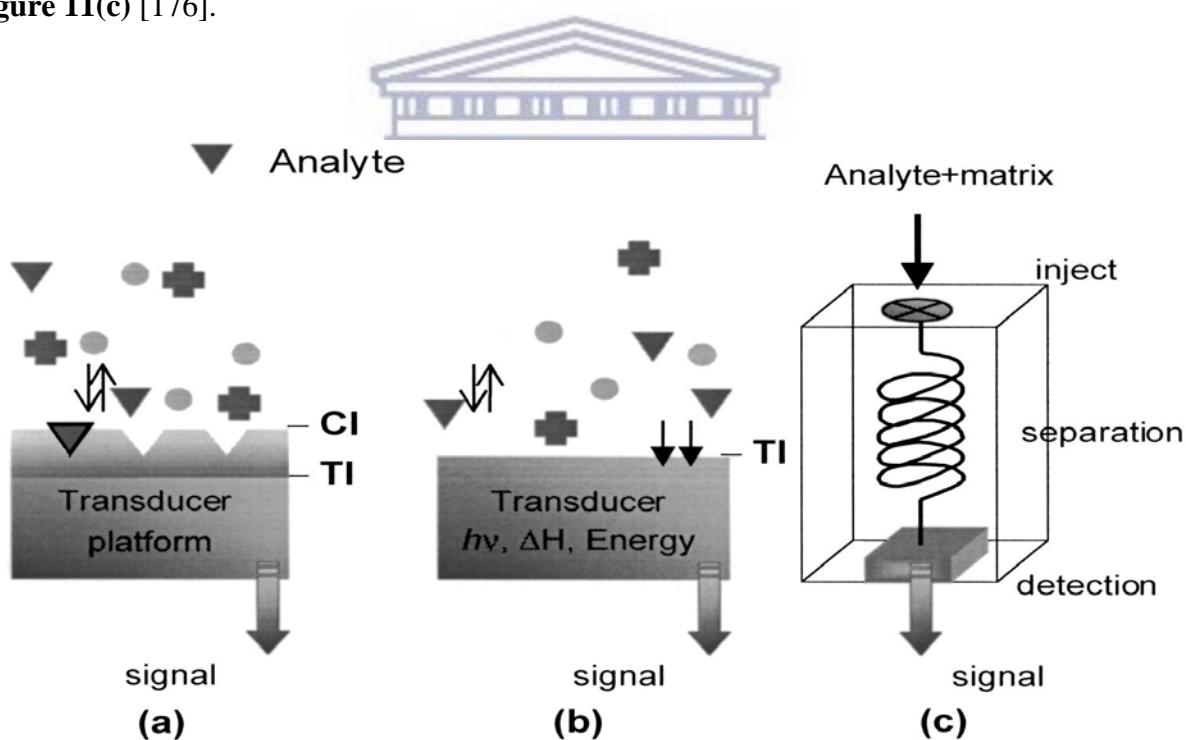 gure 11(c) [176].
Analyte
CI
TI
Transducer
platform
signal
(a)
TI
Transducer
hν, ΔH, Energy
signal
(b)
Analyte+matrix
inject
separation
detection
signal
(c)